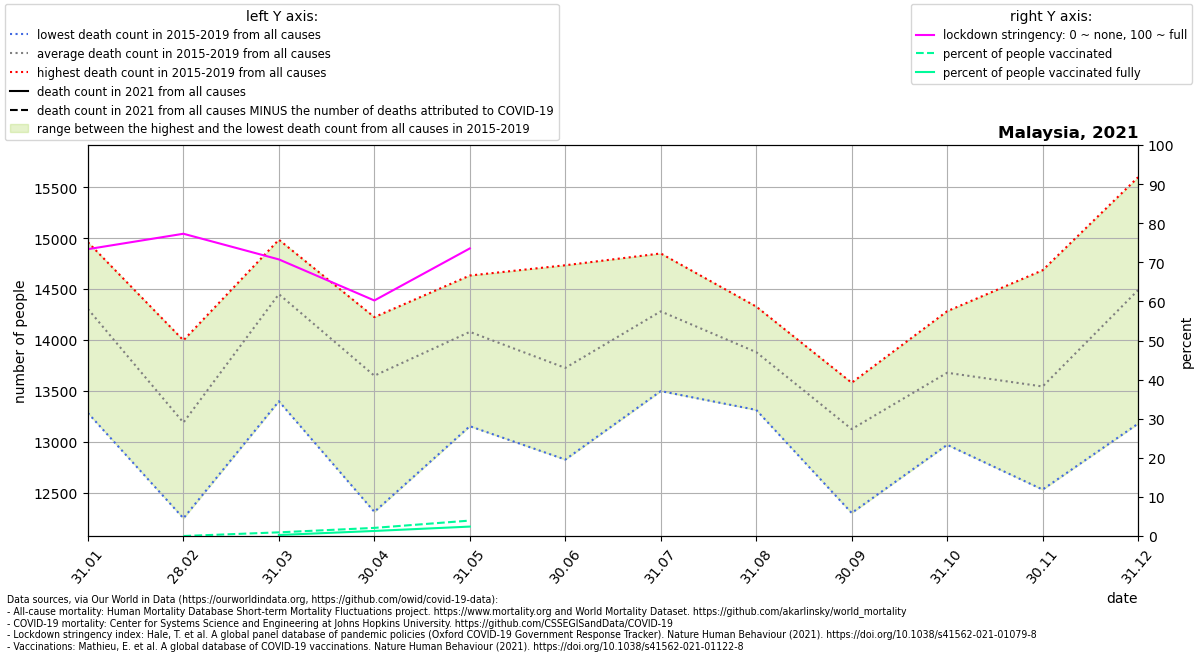 left Y axis:
lowest death count in 2015-2019 from all causes
average death count in 2015-2019 from all causes
highest death count in 2015-2019 from all causes
death count in 2021 from all causes
death count in 2021 from all causes MINUS the number of deaths attributed to COVID-19
range between the highest and the lowest death count from all causes in 2015-2019
right Y axis:
lockdown stringency: 0 ~ none, 100 ~ full
percent of people vaccinated
percent of people vaccinated fully
Malaysia, 2021
number of people
15500
15000
14500
14000
13500
13000
12500
100
90
80
70
60
50
40
30
20
10
0
percent
31.01
28.02
31.03
30.04
31.05
30.06
31.07
31.08
30.09
31.10
30.11
31.12
date
Data sources, via Our World in Data (https://ourworldindata.org, https://github.com/owid/covid-19-data):
- All-cause mortality: Human Mortality Database Short-term Mortality Fluctuations project. https://www.mortality.org and World Mortality Dataset. https://github.com/akarlinsky/world_mortality
- COVID-19 mortality: Center for Systems Science and Engineering at Johns Hopkins University. https://github.com/CSSEGISandData/COVID-19
- Lockdown stringency index: Hale, T. et al. A global panel database of pandemic policies (Oxford COVID-19 Government Response Tracker). Nature Human Behaviour (2021). https://doi.org/10.1038/s41562-021-01079-8
- Vaccinations: Mathieu, E. et al. A global database of COVID-19 vaccinations. Nature Human Behaviour (2021). https://doi.org/10.1038/s41562-021-01122-8